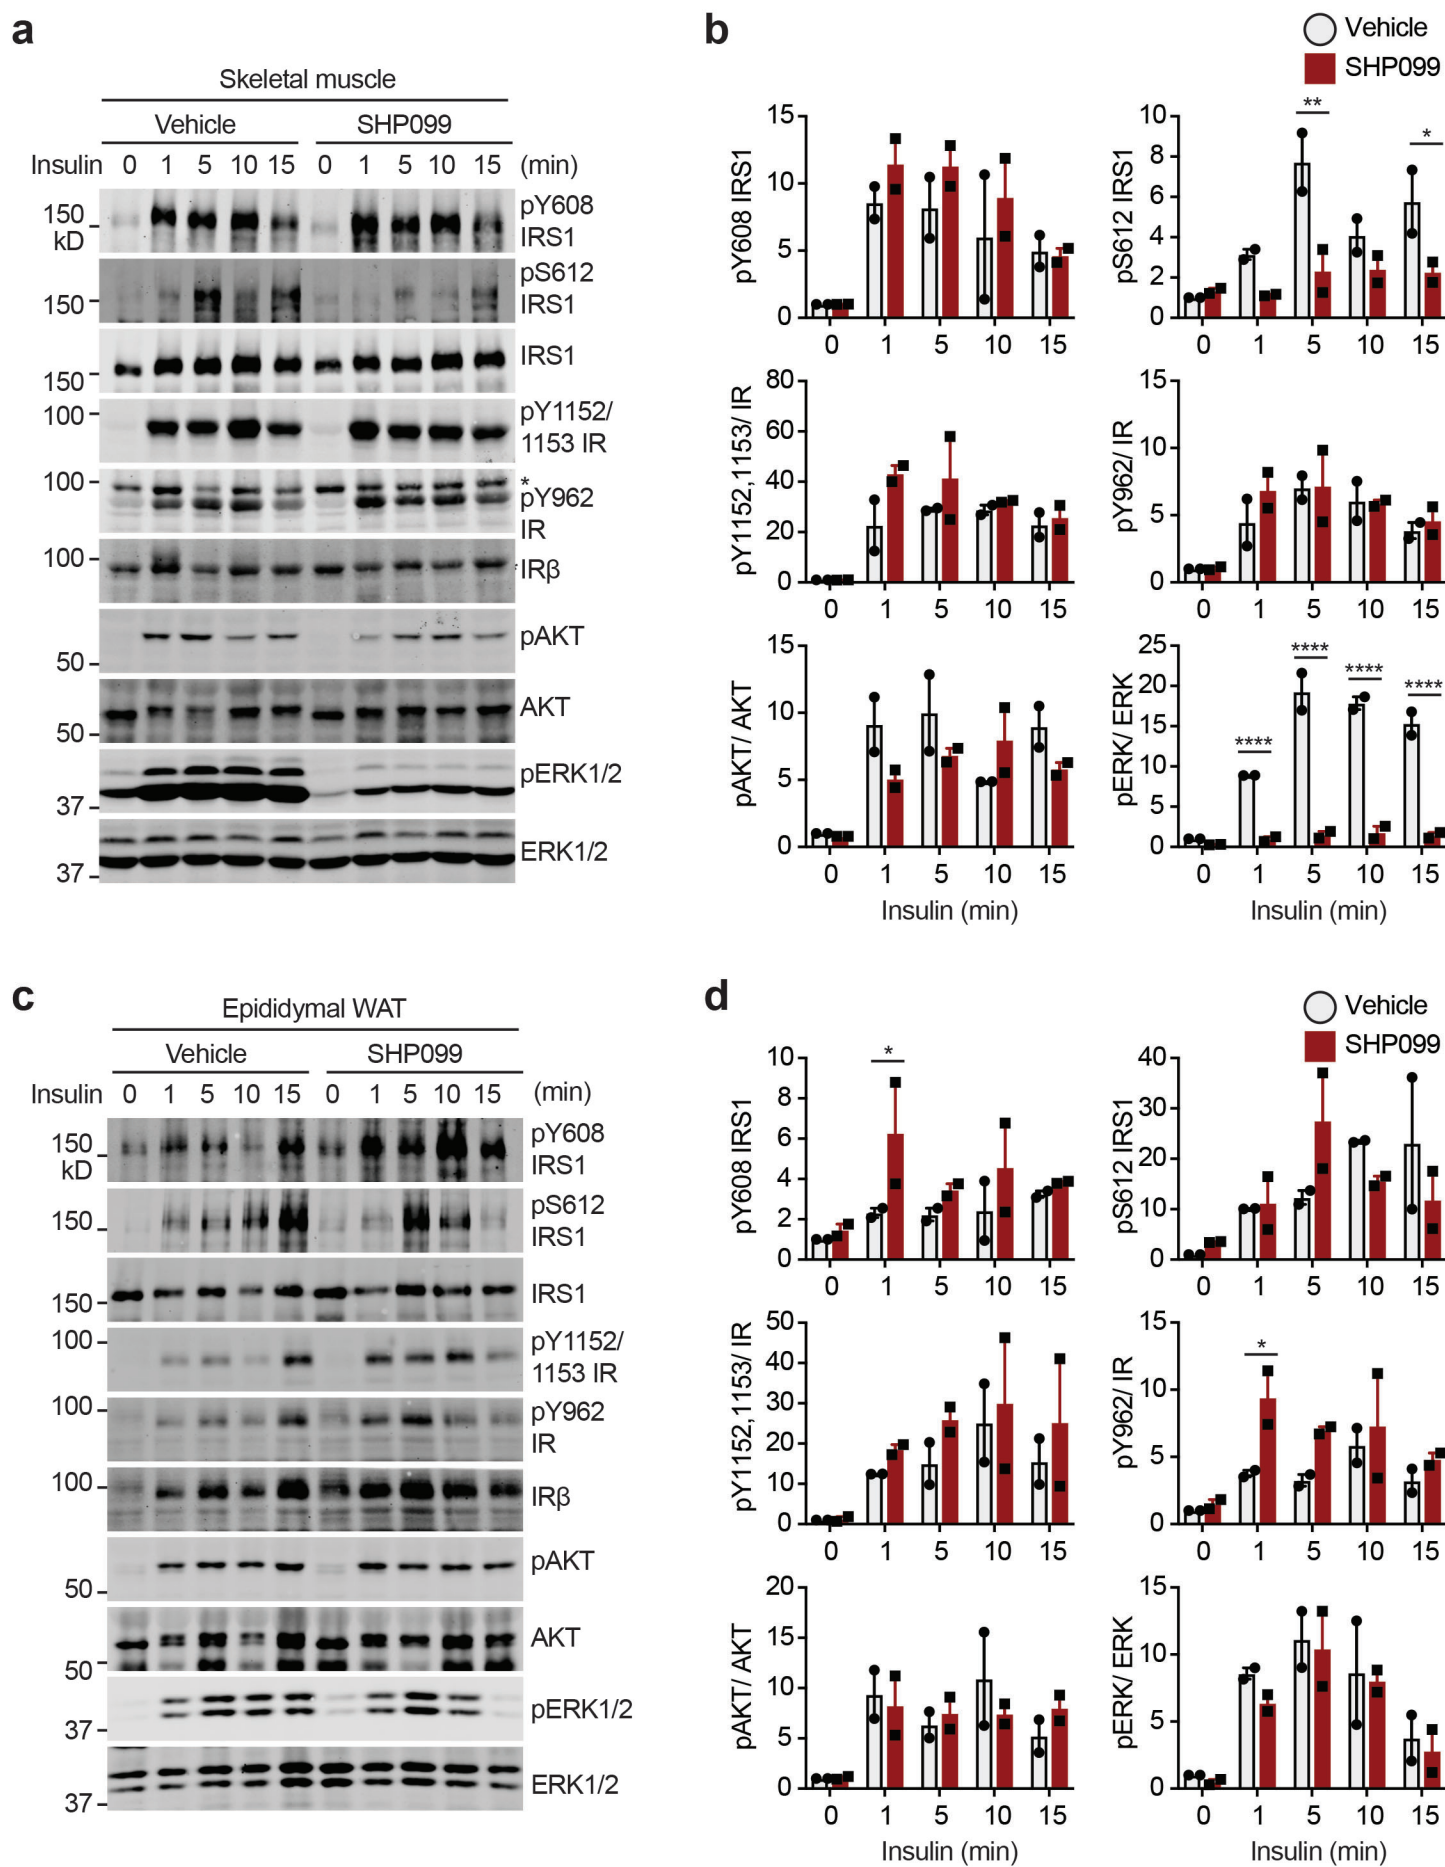 a
Skeletal muscle
Vehicle SHP099
Insulin 0 1 5 10 15 0 1 5 10 15 (min)
150
kD
pY608
IRS1
150
pS612
IRS1
150
IRS1
100
pY1152/
1153 IR
100
*
pY962
IR
100
IRβ
pAKT
50
AKT
50
pERK1/2
37
ERK1/2
37
b
Vehicle
SHP099
pY608 IRS1
15
10
5
0
0 1 5 10 15
pS612 IRS1
10
8
6
4
2
0
** *
0 1 5 10 15
pY1152,1153/ IR
80
60
40
20
0
0 1 5 10 15
pY962/ IR
15
10
5
0
0 1 5 10 15
pAKT/ AKT
15
10
5
0
0 1 5 10 15
Insulin (min)
pERK/ ERK
25
20
15
10
5
0
**** **** **** ****
0 1 5 10 15
Insulin (min)
c
Epididymal WAT
Vehicle SHP099
Insulin 0 1 5 10 15 0 1 5 10 15 (min)
150
kD
pY608
IRS1
150
pS612
IRS1
150
IRS1
100
pY1152/
1153 IR
100
pY962
IR
100
IRβ
pAKT
50
AKT
50
pERK1/2
37
ERK1/2
37
d
Vehicle
SHP099
pY608 IRS1
10
8
6
4
2
0
*
0 1 5 10 15
pS612 IRS1
40
30
20
10
0
0 1 5 10 15
pY1152,1153/ IR
50
40
30
20
10
0
0 1 5 10 15
pY962/ IR
15
10
5
0
*
0 1 5 10 15
pAKT/ AKT
20
15
10
5
0
0 1 5 10 15
Insulin (min)
pERK/ ERK
15
10
5
0
0 1 5 10 15
Insulin (min)